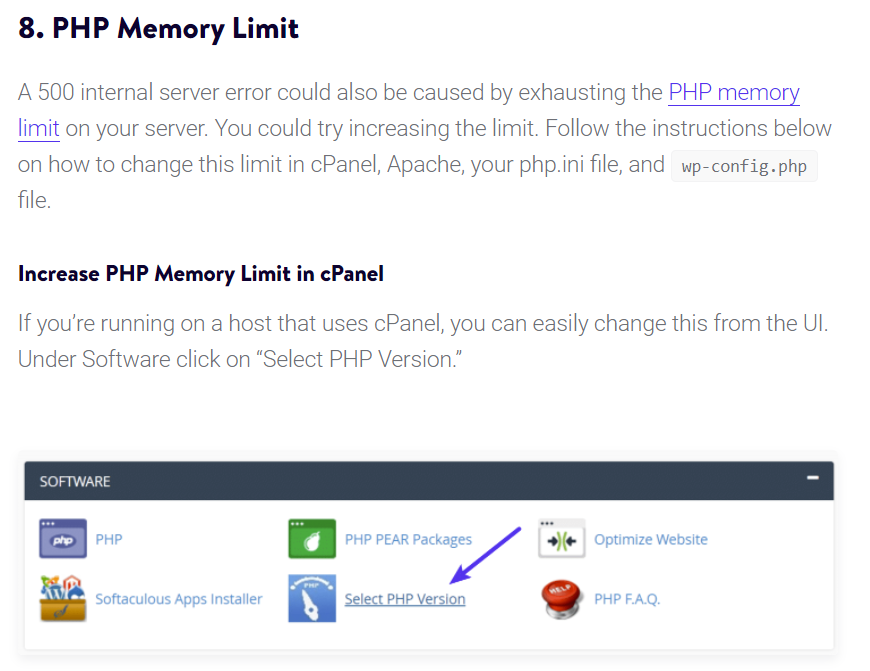 8. PHP Memory Limit
A 500 internal server error could also be caused by exhausting the PHP memory
limit on your server. You could try increasing the limit. Follow the instructions below
on how to change this limit in cPanel, Apache, your php.ini file, and wp-config.php
file.
Increase PHP Memory Limit in cPanel
If you’re running on a host that uses cPanel, you can easily change this from the UI.
Under Software click on “Select PHP Version.”
SOFTWARE
php PHP
PHP PEAR Packages
Optimize Website
Softaculous Apps Installer
PHP Select PHP Version
HELP PHP F.A.Q.